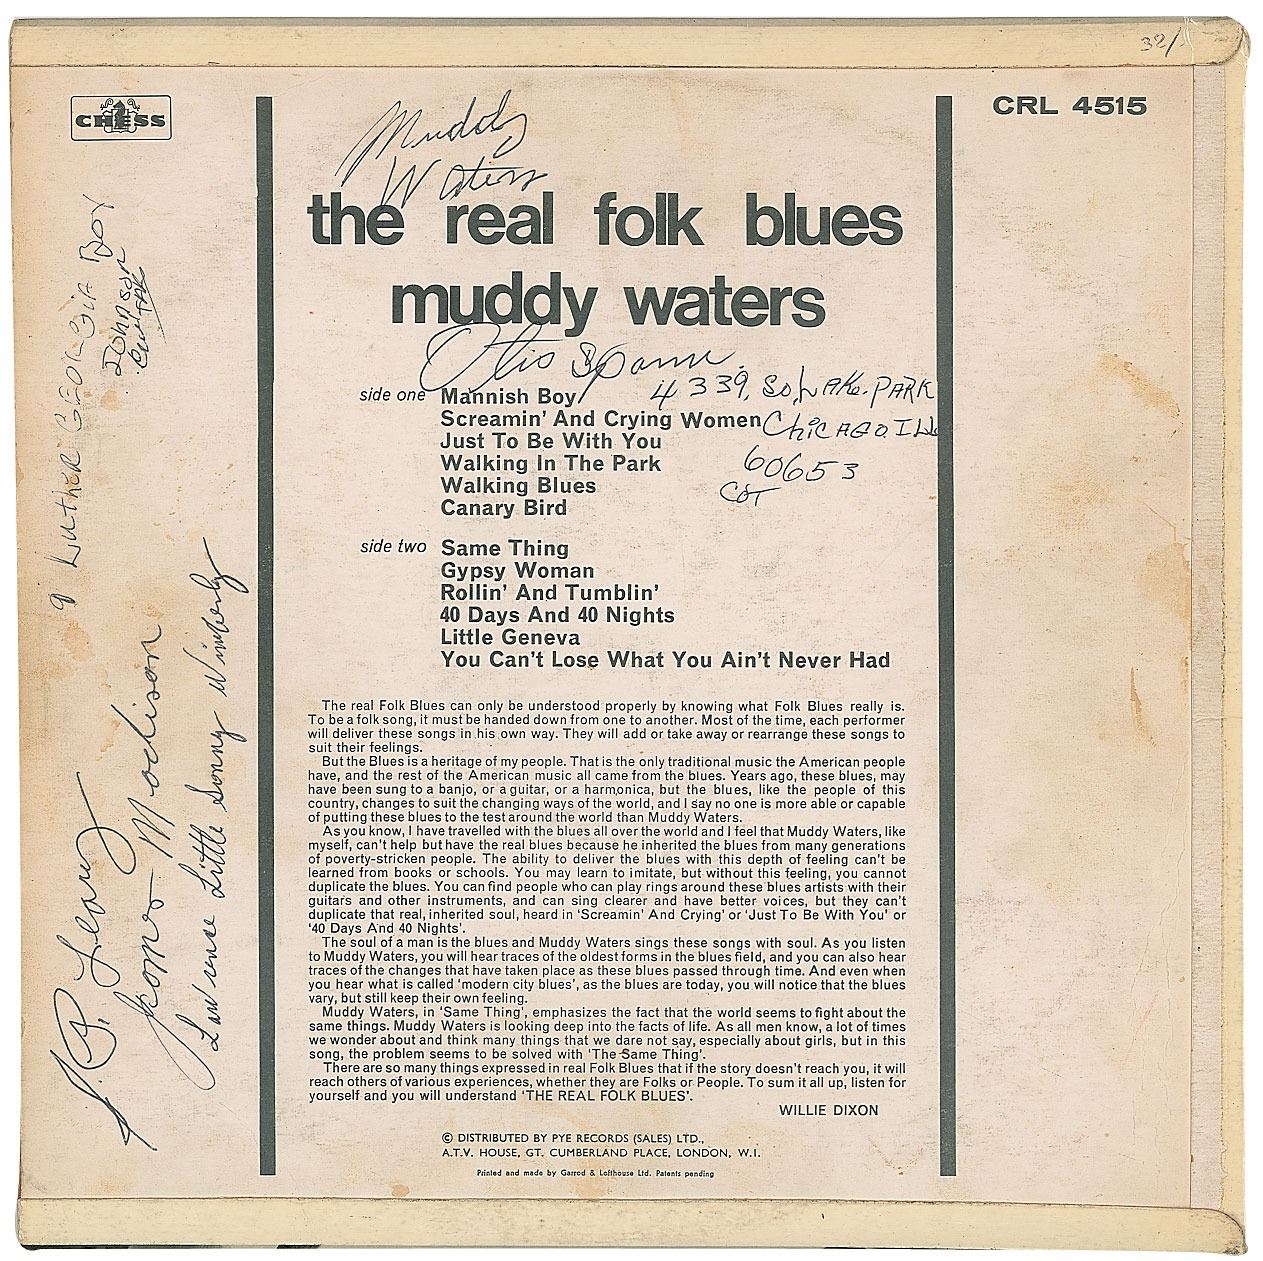 32/-
CHESS
CRL 4515
Muddy
Waters
the real folk blues
muddy waters
Otis Spann
4339, So, Lake. PARK
CHiCAGO. ILL
60653
side one Mannish Boy
Screamin' And Crying Women
Just To Be With You
Walking In The Park
Walking Blues
Canary Bird
side two Same Thing
Gypsy Woman
Rollin' And Tumblin'
40 Days And 40 Nights
Little Geneva
You Can't Lose What You Ain't Never Had
The real Folk Blues can only be understood properly by knowing what Folk Blues really is.
To be a folk song, it must be handed down from one to another. Most of the time, each performer
will deliver these songs in his own way. They will add or take away or rearrange these songs to
suit their feelings.
But the Blues is a heritage of my people. That is the only traditional music the American people
have, and the rest of the American music all came from the blues. Years ago, these blues, may
have been sung to a banjo, or a guitar, or a harmonica, but the blues, like the people of this
country, changes to suit the changing ways of the world, and I say no one is more able or capable
of putting these blues to the test around the world than Muddy Waters.
As you know, I have travelled with the blues all over the world and I feel that Muddy Waters, like
myself, can't help but have the real blues because he inherited the blues from many generations
of poverty-stricken people. The ability to deliver the blues with this depth of feeling can't be
learned from books or schools. You may learn to imitate, but without this feeling, you cannot
duplicate the blues. You can find people who can play rings around these blues artists with their
guitars and other instruments, and can sing clearer and have better voices, but they can't
duplicate that real, inherited soul, heard in 'Screamin' And Crying' or 'Just To Be With You' or
'40 Days And 40 Nights'.
The soul of a man is the blues and Muddy Waters sings these songs with soul. As you listen
to Muddy Waters, you will hear traces of the oldest forms in the blues field, and you can also hear
traces of the changes that have taken place as these blues passed through time. And even when
you hear what is called 'modern city blues', as the blues are today, you will notice that the blues
vary, but still keep their own feeling.
Muddy Waters, in 'Same Thing', emphasizes the fact that the world seems to fight about the
same things. Muddy Waters is looking deep into the facts of life. As all men know, a lot of times
we wonder about and think many things that we dare not say, especially about girls, but in this
song, the problem seems to be solved with 'The Same Thing'.
There are so many things expressed in real Folk Blues that if the story doesn't reach you, it will
reach others of various experiences, whether they are Folks or People. To sum it all up, listen for
yourself and you will understand 'THE REAL FOLK BLUES'.
WILLIE DIXON
© DISTRIBUTED BY PYE RECORDS (SALES) LTD.,
A.T.V. HOUSE, GT. CUMBERLAND PLACE, LONDON, W.I.
Printed and made by Garrod & Lofthouse Ltd. Patents pending
LutHER GEORGIA BOY
JOHNSON
S.P. Leary
Madison
Lawrence Little Sonny Wimberly